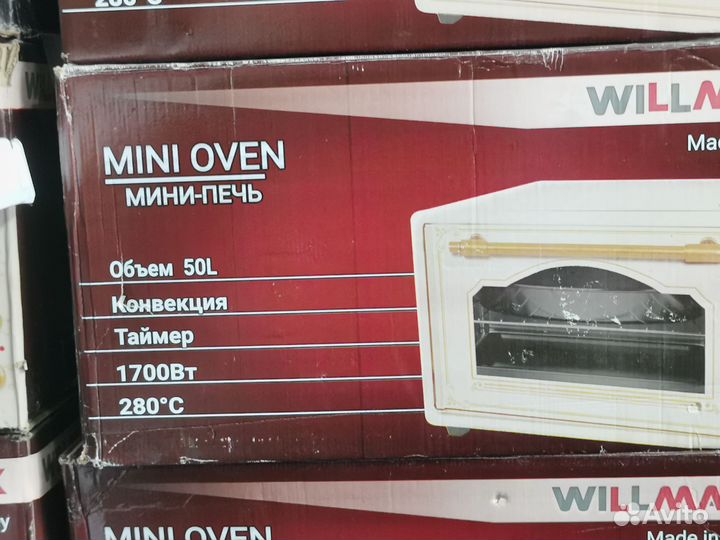 280°C
WILLMA
Mad
MINI OVEN
МИНИ-ПЕЧЬ
Объем 50L
Конвекция
Таймер
1700Вт
280°C
WILLMA
MINI OVEN
Made in
Avito